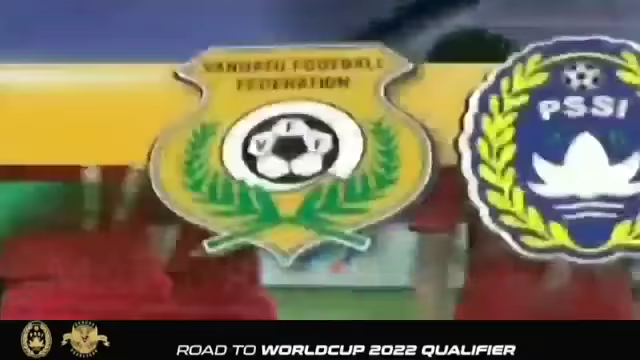 VANUATU FOOTBALL
FEDERATION
V F F
PSSI
ROAD TO WORLDCUP 2022 QUALIFIER